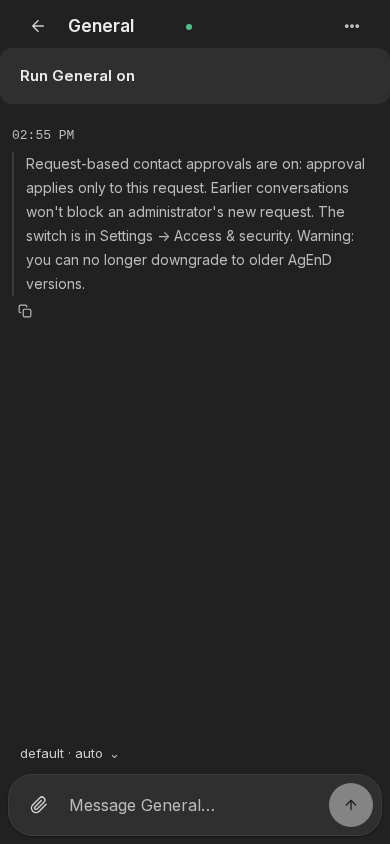 General
Run General on
02:55 PM
Request-based contact approvals are on: approval
applies only to this request. Earlier conversations
won't block an administrator's new request. The
switch is in Settings → Access & security. Warning:
you can no longer downgrade to older AgEnD
versions.
default · auto
Message General…